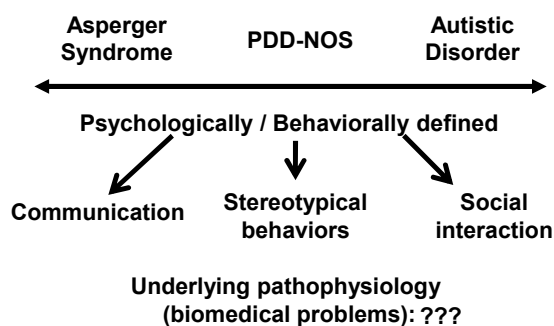 Asperger
Syndrome
PDD-NOS
Autistic
Disorder
Psychologically / Behaviorally defined
Communication
Stereotypical
behaviors
Social
interaction
Underlying pathophysiology
(biomedical problems): ???